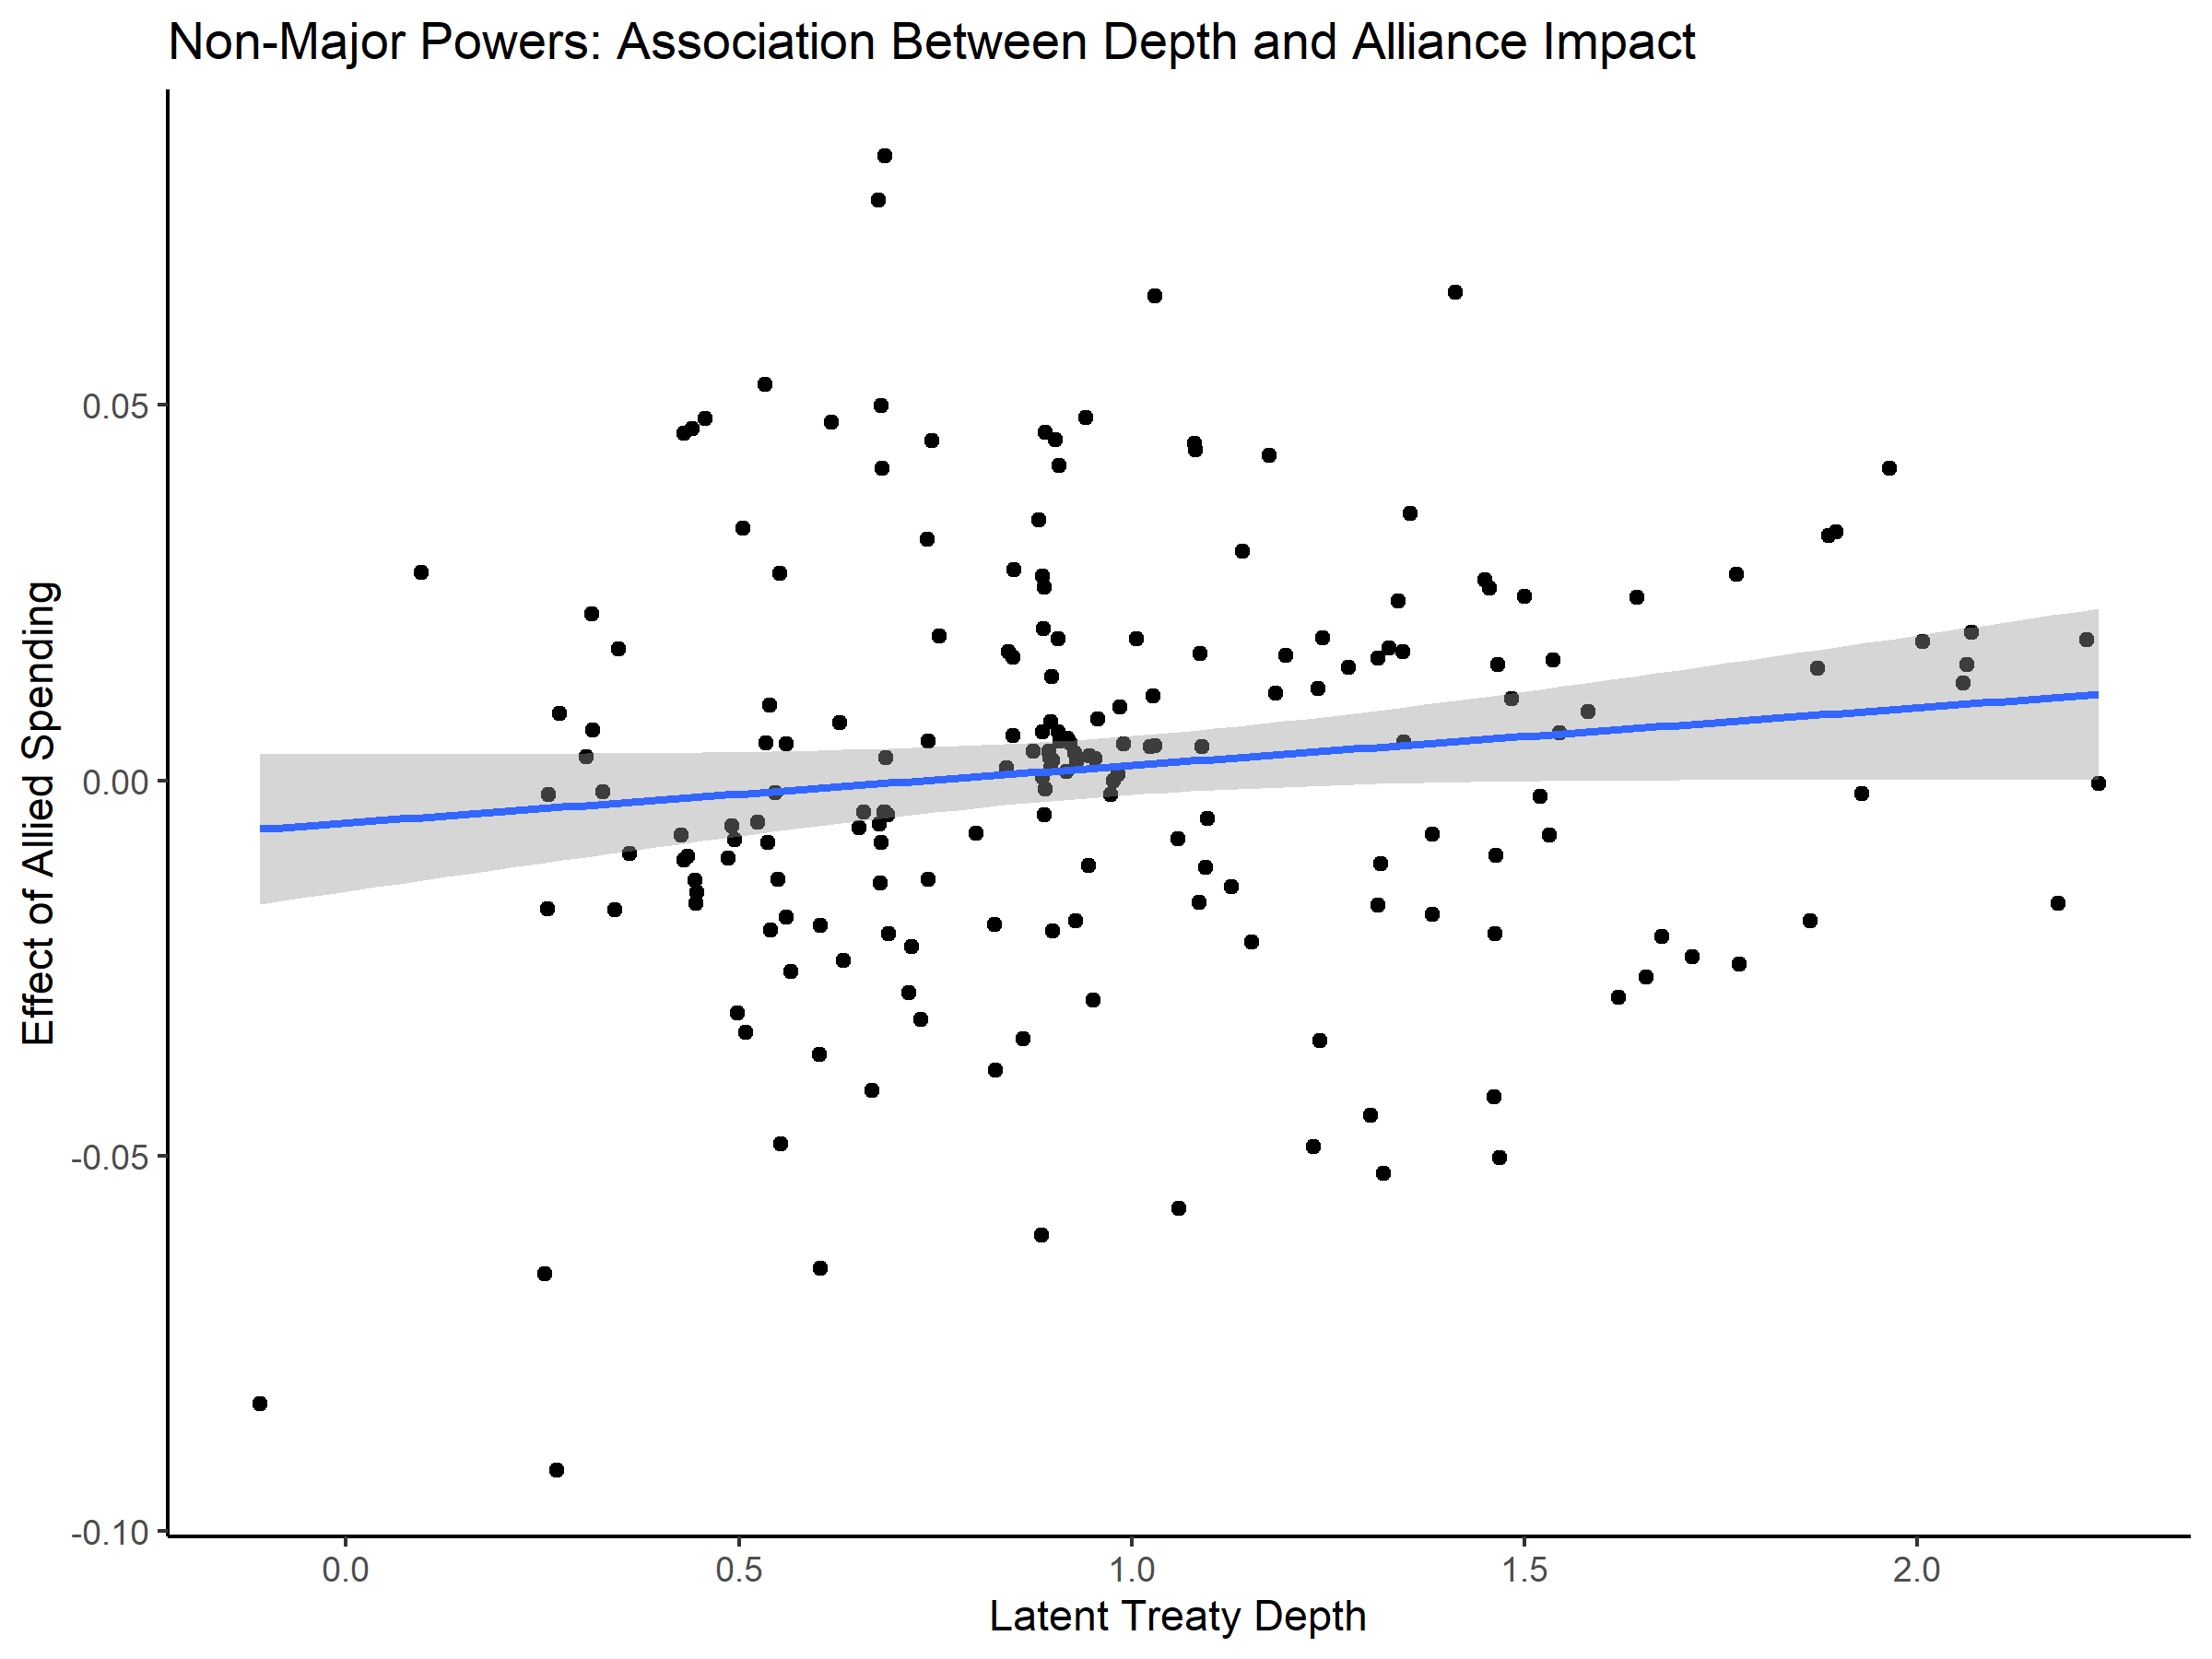 Non-Major Powers: Association Between Depth and Alliance Impact
Effect of Allied Spending
0.05
0.00
-0.05
-0.10
0.0 0.5 1.0 1.5 2.0
Latent Treaty Depth